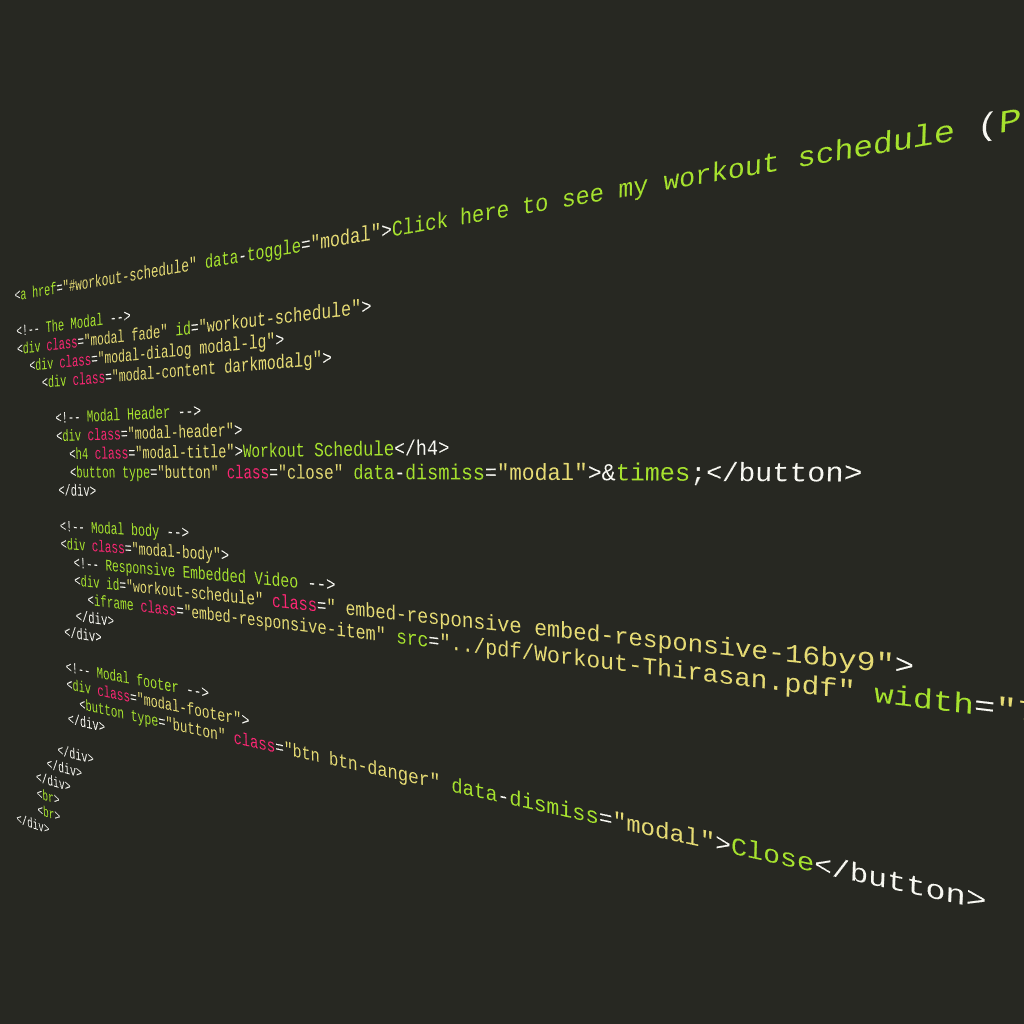 <a href="#workout-schedule" data-toggle="modal">Click here to see my workout schedule (P
<!-- The Modal -->
<div class="modal fade" id="workout-schedule">
<div class="modal-dialog modal-lg">
<div class="modal-content darkmodalg">
<!-- Modal Header -->
<div class="modal-header">
<h4 class="modal-title">Workout Schedule</h4>
<button type="button" class="close" data-dismiss="modal">&times;</button>
</div>
<!-- Modal body -->
<div class="modal-body">
<!-- Responsive Embedded Video -->
<div id="workout-schedule" class=" embed-responsive embed-responsive-16by9">
<iframe class="embed-responsive-item" src="../pdf/Workout-Thirasan.pdf" width="
</div>
</div>
<!-- Modal footer -->
<div class="modal-footer">
<button type="button" class="btn btn-danger" data-dismiss="modal">Close</button>
</div>
</div>
</div>
</div>
<br>
<br>
</div>